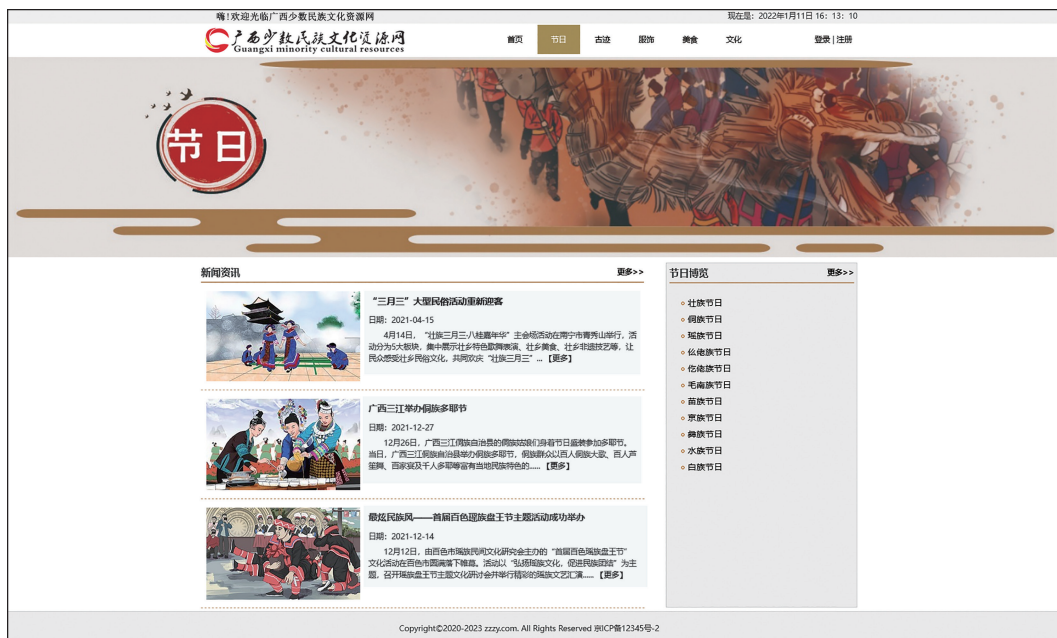 嗨!欢迎光临广西少数民族文化资源网
现在是：2022年1月11日 16：13：10
广西少数民族文化资源网
Guangxi minority cultural resources
首页 节日 古迹 服饰 美食 文化 登录 | 注册
节日
新闻资讯 更多>>
“三月三”大型民俗活动重新迎客
日期：2021-04-15
4月14日，“壮族三月三·八桂嘉年华”主会场活动在南宁市青秀山举行，活
动分为5大板块，集中展示壮乡特色歌舞表演、壮乡美食、壮乡非遗技艺等，让
民众感受壮乡民俗文化，共同欢庆“壮族三月三” ... 【更多】
广西三江举办侗族多耶节
日期：2021-12-27
12月26日，广西三江侗族自治县的侗族姑娘们身着节日盛装参加多耶节。
当日，广西三江侗族自治县举办侗族多耶节，侗族群众以百人侗族大歌、百人芦
笙舞、百家宴及千人多耶等富有当地民族特色的...... 【更多】
最炫民族风——首届百色瑶族盘王节主题活动成功举办
日期：2021-12-14
12月12日，由百色市瑶族民间文化研究会主办的“首届百色瑶族盘王节”
文化活动在百色市圆满落下帷幕。活动以“弘扬瑶族文化，促进民族团结”为主
题，召开瑶族盘王节主题文化研讨会并举行精彩的瑶族文艺汇演...... 【更多】
节日博览 更多>>
壮族节日
侗族节日
瑶族节日
仫佬族节日
仡佬族节日
毛南族节日
苗族节日
京族节日
彝族节日
水族节日
白族节日
Copyright©2020-2023 zzzy.com. All Rights Reserved 京ICP备12345号-2